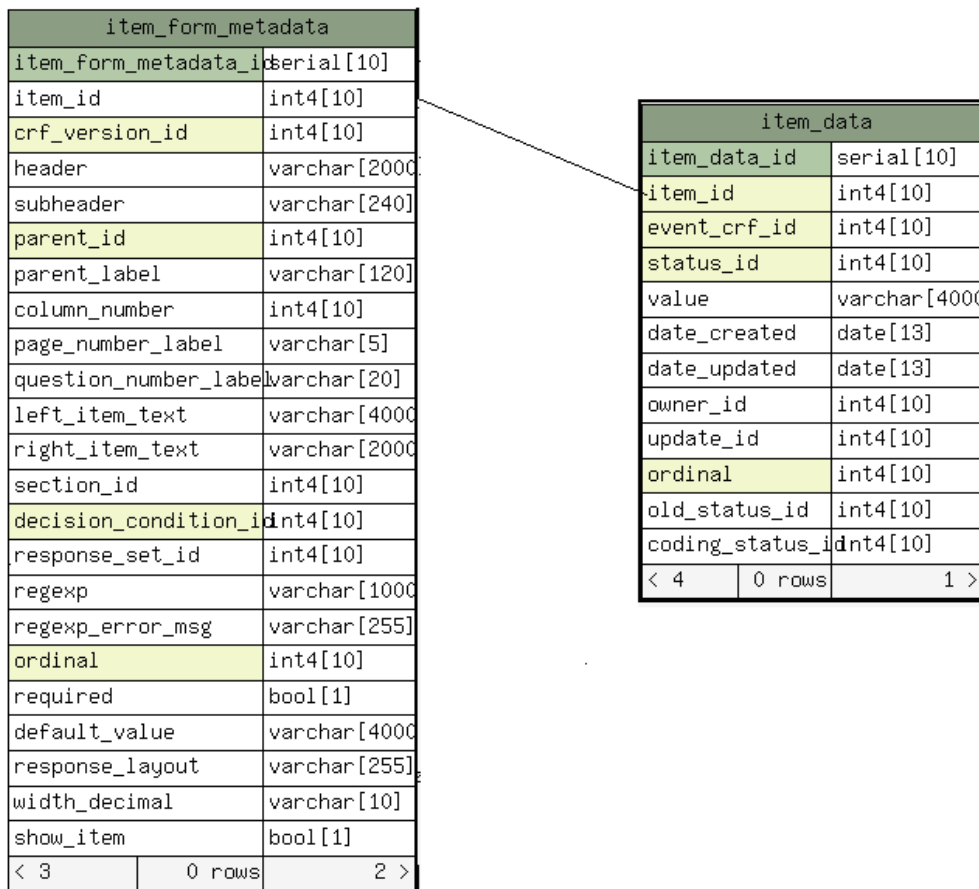 item_form_metadata
item_form_metadata_id serial[10]
item_id int4[10]
crf_version_id int4[10]
header varchar[2000]
subheader varchar[240]
parent_id int4[10]
parent_label varchar[120]
column_number int4[10]
page_number_label varchar[5]
question_number_label varchar[20]
left_item_text varchar[4000
right_item_text varchar[2000
section_id int4[10]
decision_condition_id int4[10]
response_set_id int4[10]
regexp varchar[1000
regexp_error_msg varchar[255]
ordinal int4[10]
required bool[1]
default_value varchar[4000
response_layout varchar[255]
width_decimal varchar[10]
show_item bool[1]
< 3 0 rows 2 >
item_data
item_data_id serial[10]
item_id int4[10]
event_crf_id int4[10]
status_id int4[10]
value varchar[4000
date_created date[13]
date_updated date[13]
owner_id int4[10]
update_id int4[10]
ordinal int4[10]
old_status_id int4[10]
coding_status_id int4[10]
< 4 0 rows 1 >